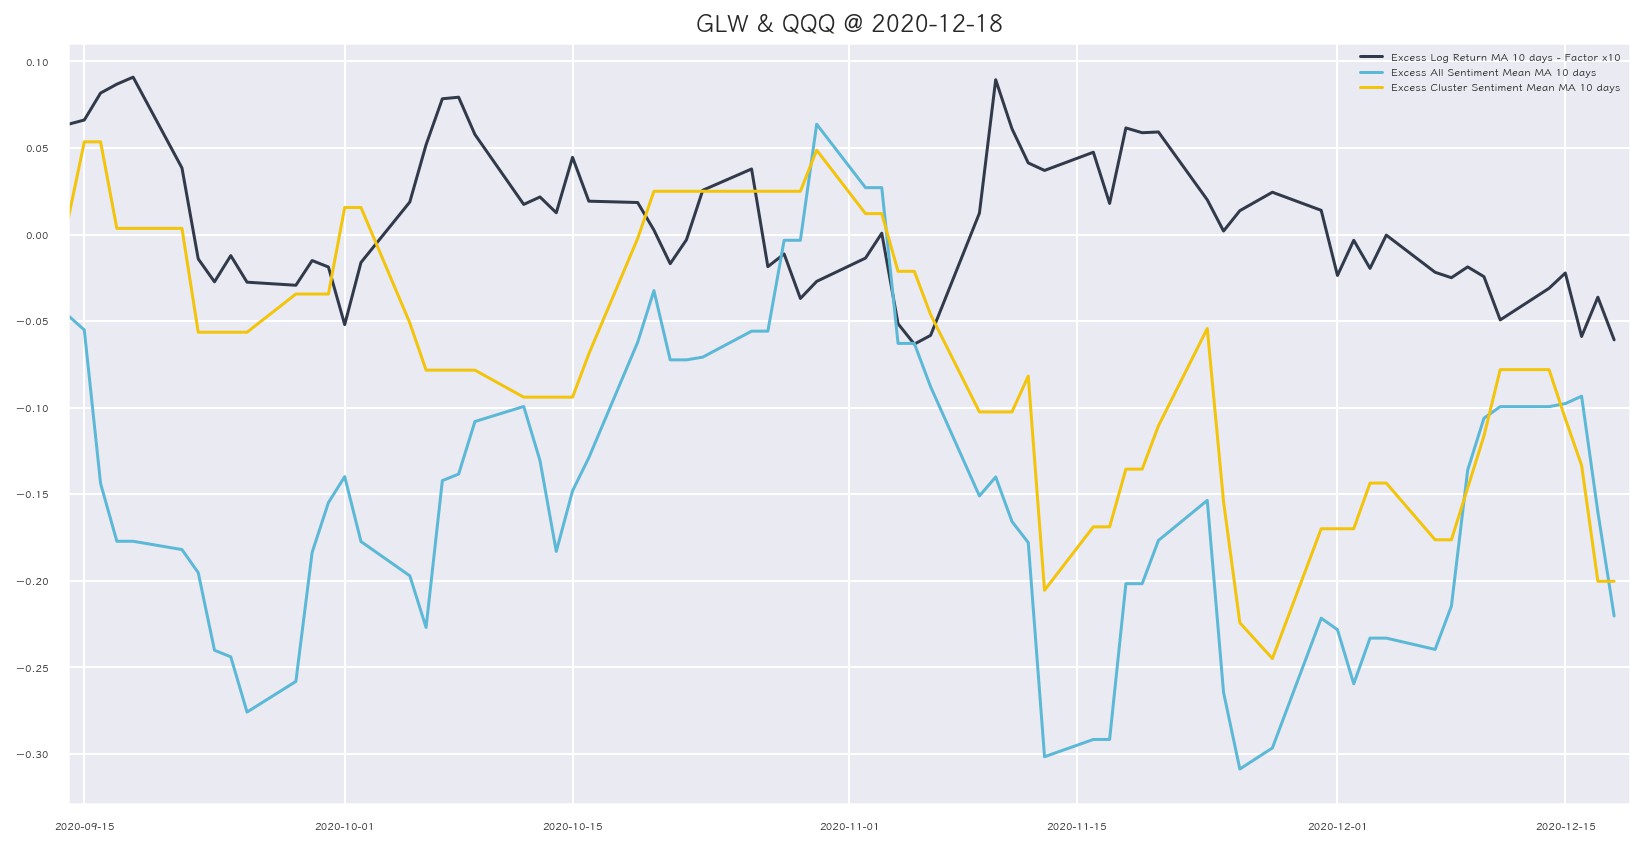 GLW & QQQ @ 2020-12-18
Excess Log Return MA 10 days - Factor x10
Excess All Sentiment Mean MA 10 days
Excess Cluster Sentiment Mean MA 10 days
0.10
0.05
0.00
−0.05
−0.10
−0.15
−0.20
−0.25
−0.30
2020-09-15 2020-10-01 2020-10-15 2020-11-01 2020-11-15 2020-12-01 2020-12-15